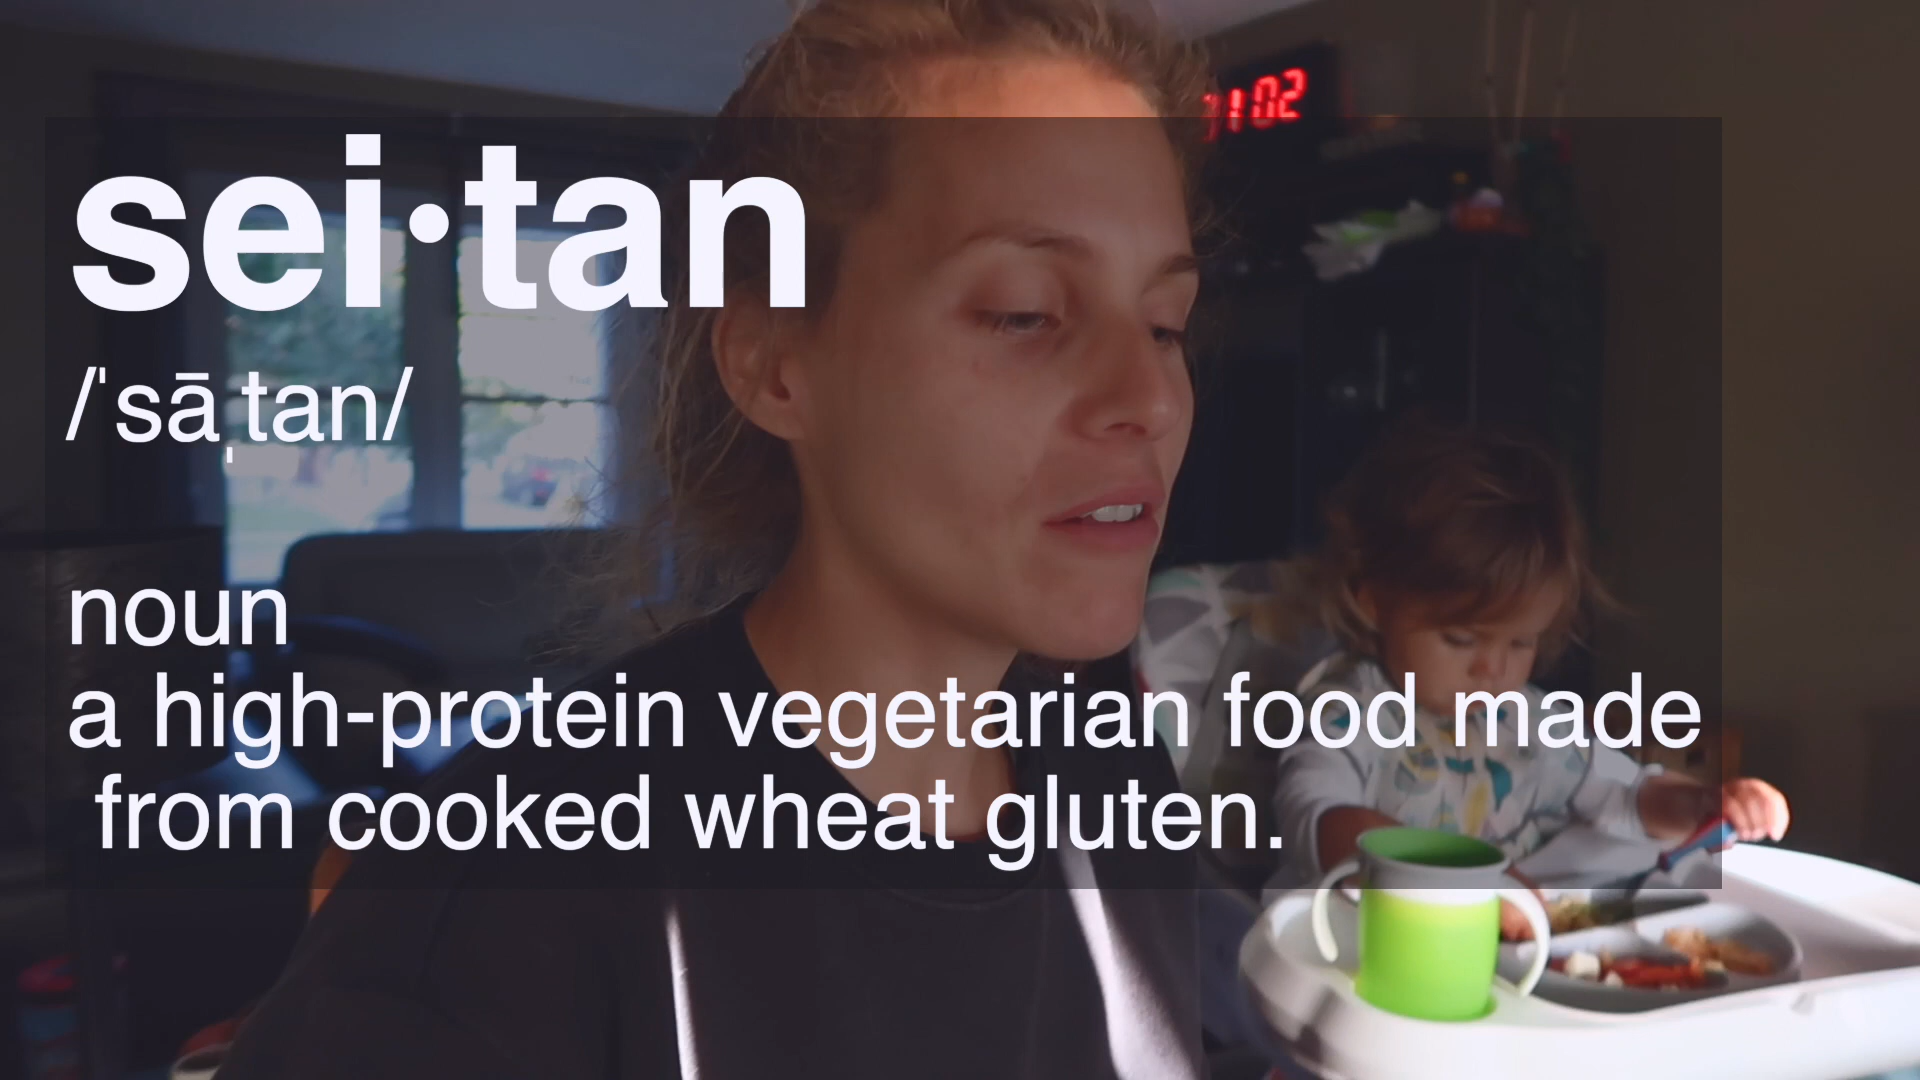 sei·tan
/ˈsāˌtan/
noun
a high-protein vegetarian food made
from cooked wheat gluten.